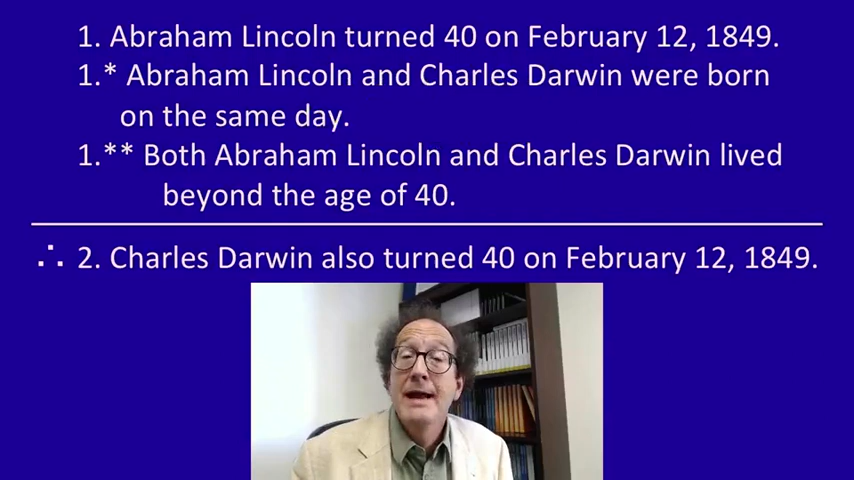 1. Abraham Lincoln turned 40 on February 12, 1849.
1.* Abraham Lincoln and Charles Darwin were born
on the same day.
1.** Both Abraham Lincoln and Charles Darwin lived
beyond the age of 40.
∴ 2. Charles Darwin also turned 40 on February 12, 1849.